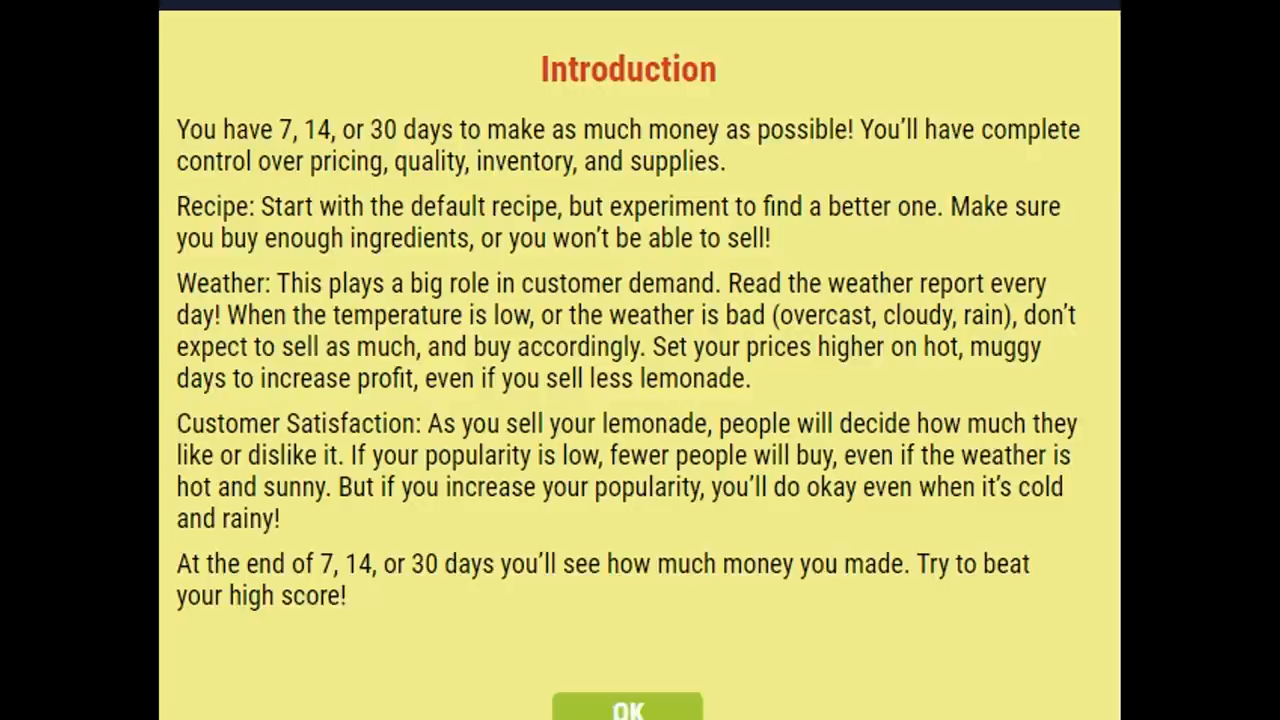 Introduction
You have 7, 14, or 30 days to make as much money as possible! You’ll have complete
control over pricing, quality, inventory, and supplies.
Recipe: Start with the default recipe, but experiment to find a better one. Make sure
you buy enough ingredients, or you won’t be able to sell!
Weather: This plays a big role in customer demand. Read the weather report every
day! When the temperature is low, or the weather is bad (overcast, cloudy, rain), don’t
expect to sell as much, and buy accordingly. Set your prices higher on hot, muggy
days to increase profit, even if you sell less lemonade.
Customer Satisfaction: As you sell your lemonade, people will decide how much they
like or dislike it. If your popularity is low, fewer people will buy, even if the weather is
hot and sunny. But if you increase your popularity, you’ll do okay even when it’s cold
and rainy!
At the end of 7, 14, or 30 days you’ll see how much money you made. Try to beat
your high score!
OK